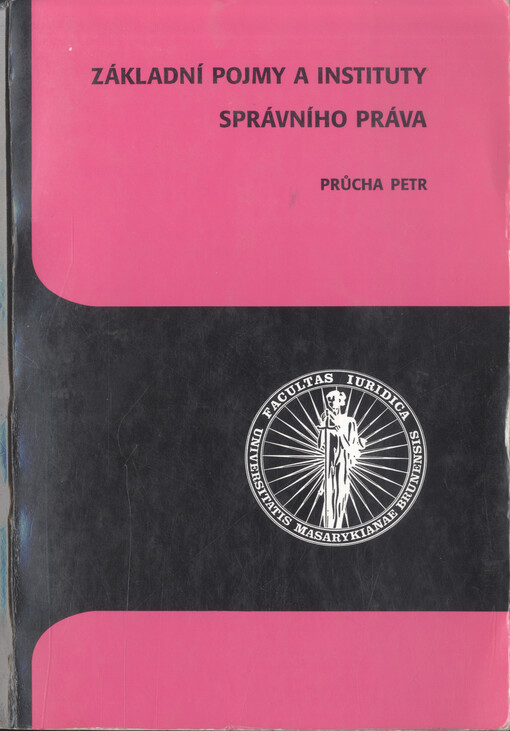 ZÁKLADNÍ POJMY A INSTITUTY
SPRÁVNÍHO PRÁVA
PRŮCHA PETR
FACULTAS IURIDICA
UNIVERSITATIS MASARYKIANAE BRUNENSIS